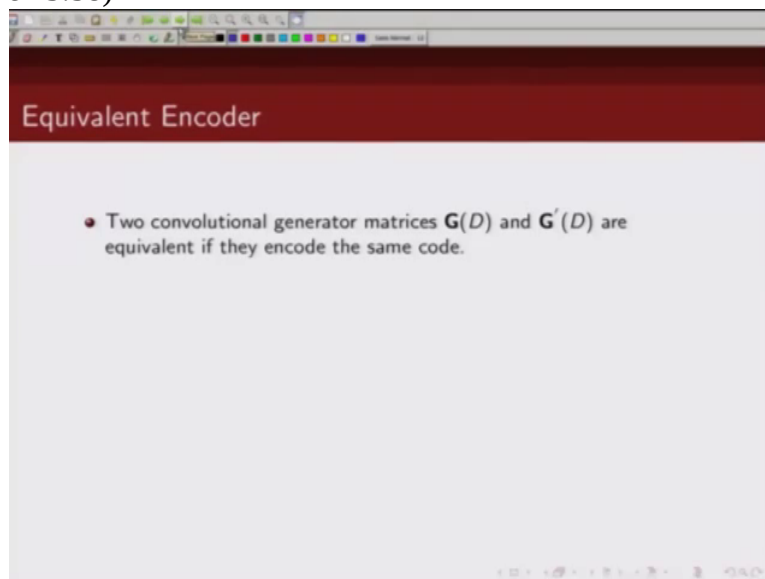 Equivalent Encoder
Two convolutional generator matrices G(D) and G′(D) are
equivalent if they encode the same code.